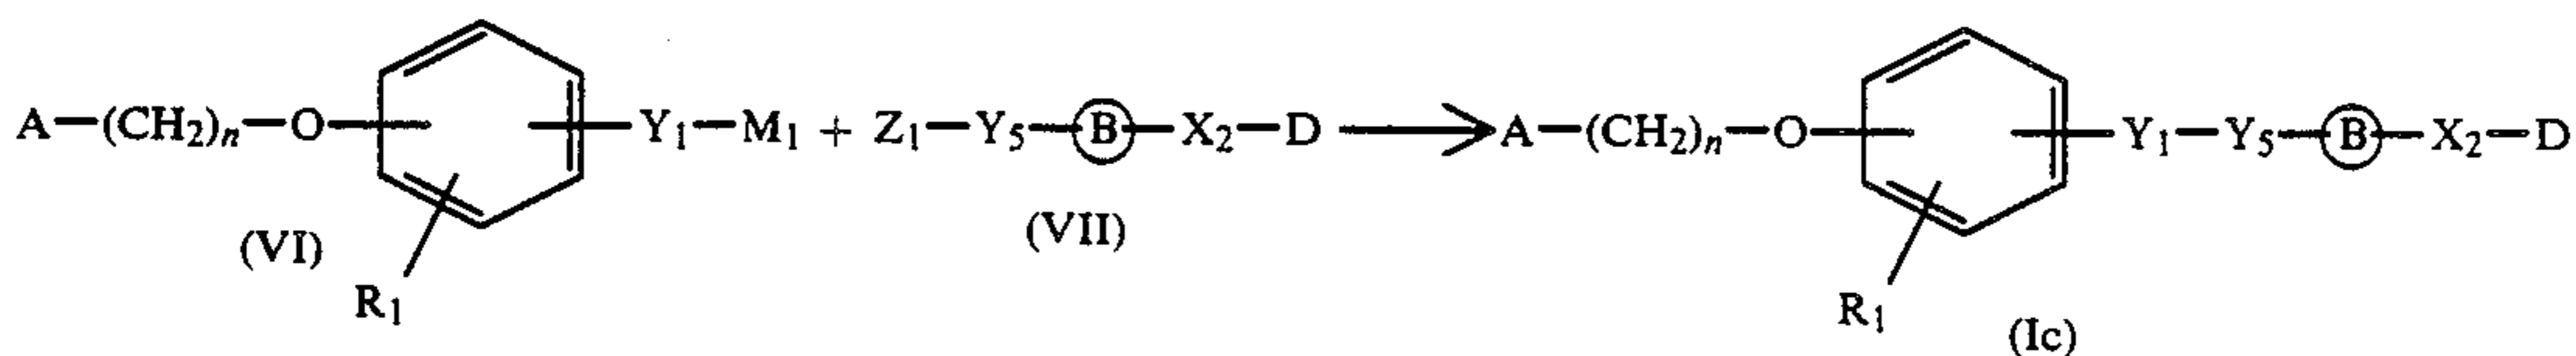 A—(CH₂)ₙ—O— —Y₁—M₁ + Z₁—Y₅—B—X₂—D ⟶ A—(CH₂)ₙ—O— —Y₁—Y₅—B—X₂—D
(VI) (VII)
R₁ R₁ (Ic)